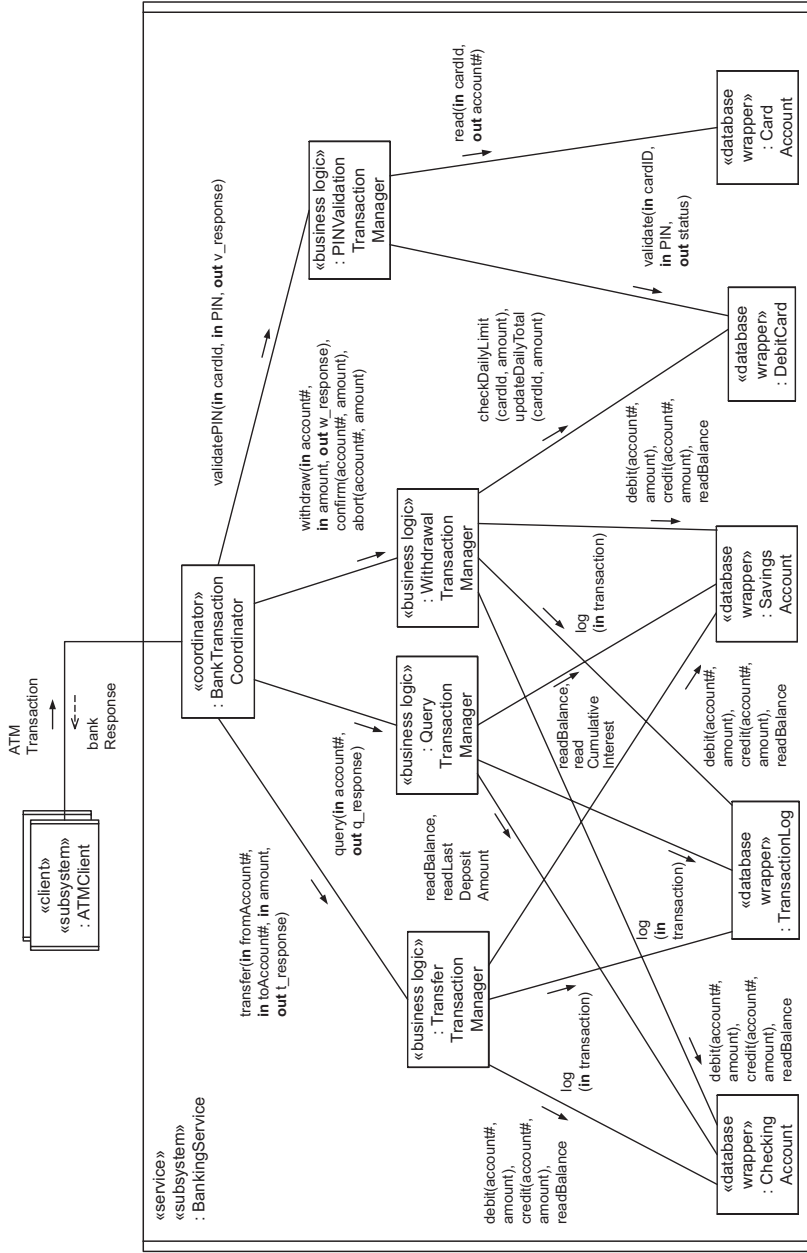 «client»
«subsystem»
: ATMClient
ATM
Transaction
bank
Response
«service»
«subsystem»
: BankingService
«coordinator»
: BankTransaction
Coordinator
transfer(in fromAccount#,
in toAccount#, in amount,
out t_response)
query(in account#,
out q_response)
withdraw(in account#,
in amount, out w_response),
confirm(account#, amount),
abort(account#, amount)
validatePIN(in cardId, in PIN, out v_response)
«business logic»
: Transfer
Transaction
Manager
«business logic»
: Query
Transaction
Manager
«business logic»
: Withdrawal
Transaction
Manager
«business logic»
: PINValidation
Transaction
Manager
debit(account#,
amount),
credit(account#,
amount),
readBalance
log
(in transaction)
readBalance,
readLast
Deposit
Amount
log
(in
transaction)
readBalance,
read
Cumulative
Interest
log
(in transaction)
checkDailyLimit
(cardId, amount),
updateDailyTotal
(cardId, amount)
debit(account#,
amount),
credit(account#,
amount),
readBalance
validate(in cardID,
in PIN,
out status)
read(in cardId,
out account#)
debit(account#,
amount),
credit(account#,
amount),
readBalance
debit(account#,
amount),
credit(account#,
amount),
readBalance
«database
wrapper»
: Checking
Account
«database
wrapper»
: TransactionLog
«database
wrapper»
: Savings
Account
«database
wrapper»
: DebitCard
«database
wrapper»
: Card
Account